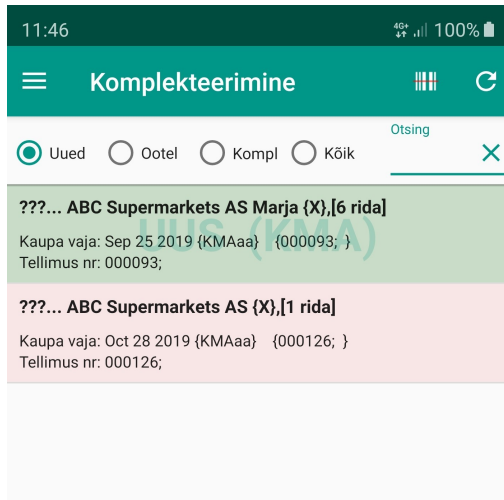 11:46 4G+ 100%
Komplekteerimine
Otsing
Uued Ootel Kompl Kõik
???... ABC Supermarkets AS Marja {X},[6 rida]
UUS (KMA)
Kaupa vaja: Sep 25 2019 {KMAaa} {000093; }
Tellimus nr: 000093;
???... ABC Supermarkets AS {X},[1 rida]
Kaupa vaja: Oct 28 2019 {KMAaa} {000126; }
Tellimus nr: 000126;